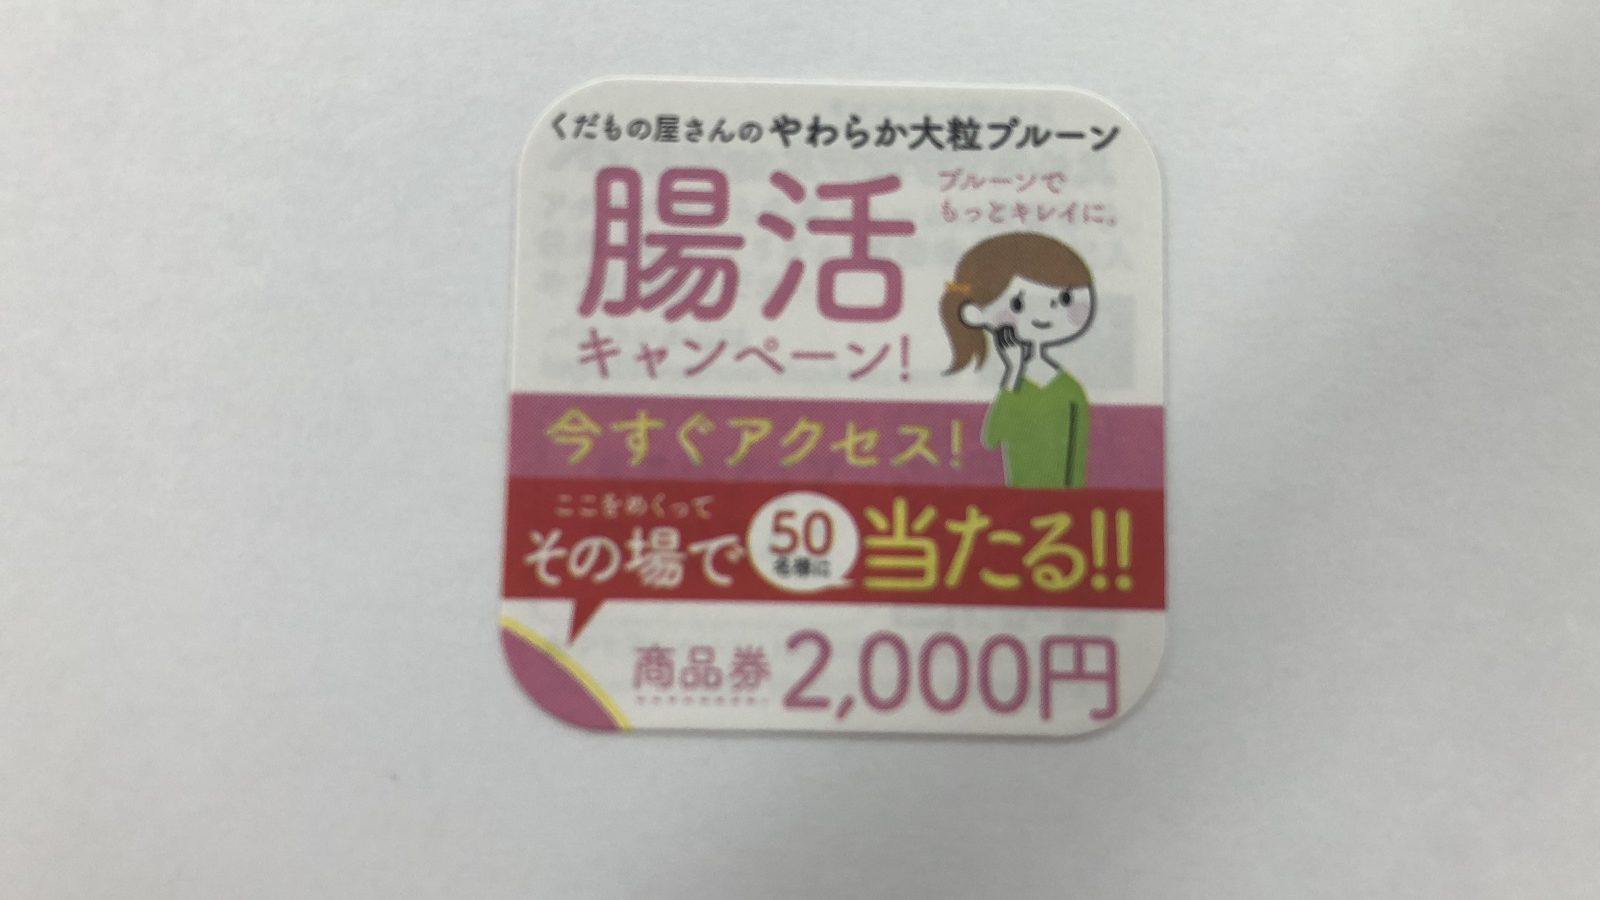 くだもの屋さんのやわらか大粒プルーン
腸活
プルーンで
もっとキレイに。
キャンペーン!
今すぐアクセス!
ここをめくって
その場で50名様に当たる!!
商品券2,000円